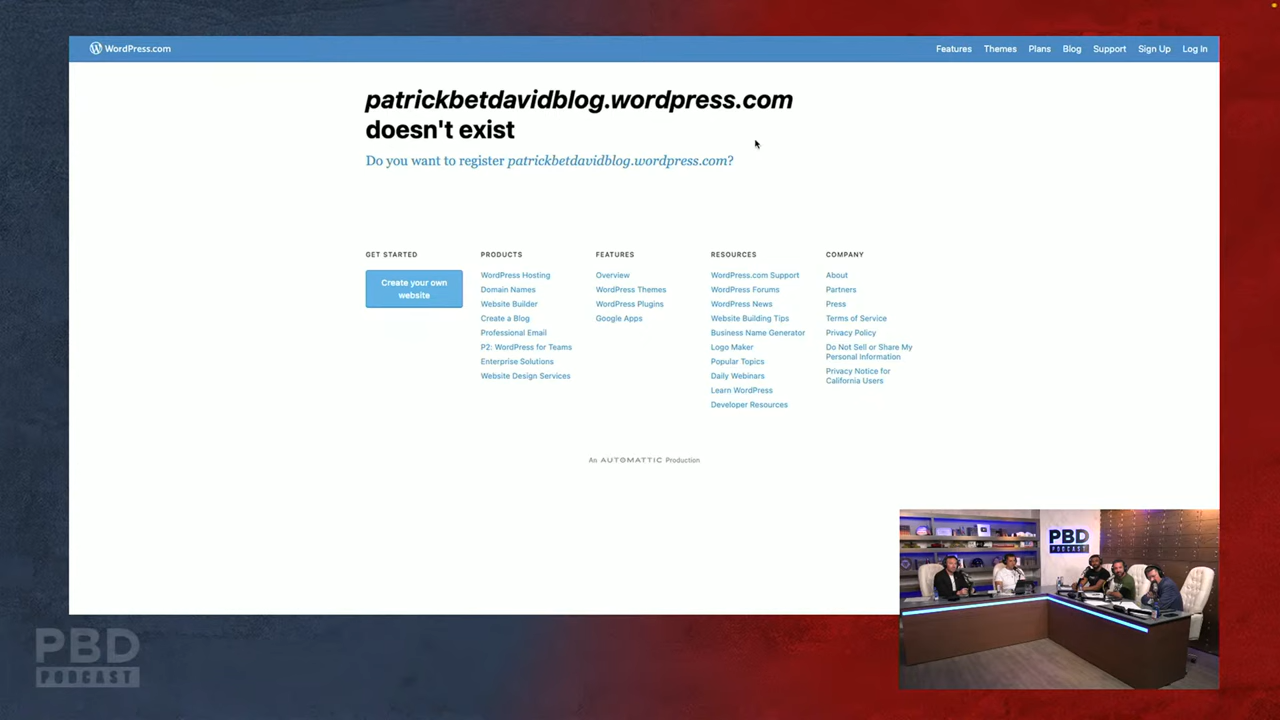 WordPress.com
Features Themes Plans Blog Support Sign Up Log In
patrickbetdavidblog.wordpress.com
doesn't exist
Do you want to register patrickbetdavidblog.wordpress.com?
GET STARTED
Create your own
website
PRODUCTS
WordPress Hosting
Domain Names
Website Builder
Create a Blog
Professional Email
P2: WordPress for Teams
Enterprise Solutions
Website Design Services
FEATURES
Overview
WordPress Themes
WordPress Plugins
Google Apps
RESOURCES
WordPress.com Support
WordPress Forums
WordPress News
Website Building Tips
Business Name Generator
Logo Maker
Popular Topics
Daily Webinars
Learn WordPress
Developer Resources
COMPANY
About
Partners
Press
Terms of Service
Privacy Policy
Do Not Sell or Share My
Personal Information
Privacy Notice for
California Users
An AUTOMATTIC Production
PBD
PODCAST
PBD
PODCAST